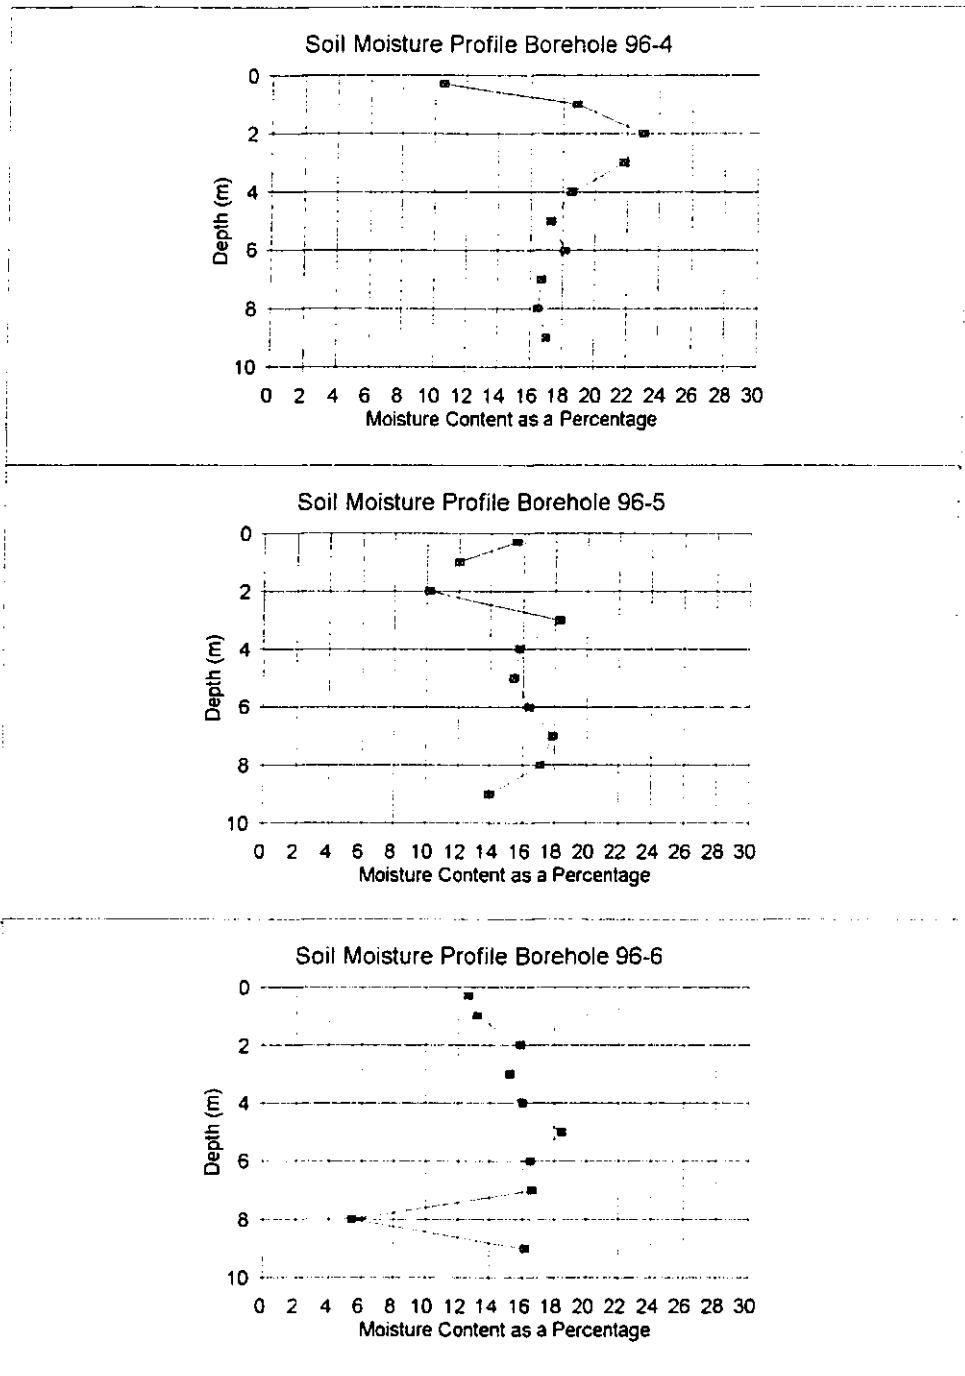 Soil Moisture Profile Borehole 96-4
0
2
4
6
8
10
Depth (m)
0 2 4 6 8 10 12 14 16 18 20 22 24 26 28 30
Moisture Content as a Percentage
Soil Moisture Profile Borehole 96-5
0
2
4
6
8
10
Depth (m)
0 2 4 6 8 10 12 14 16 18 20 22 24 26 28 30
Moisture Content as a Percentage
Soil Moisture Profile Borehole 96-6
0
2
4
6
8
10
Depth (m)
0 2 4 6 8 10 12 14 16 18 20 22 24 26 28 30
Moisture Content as a Percentage